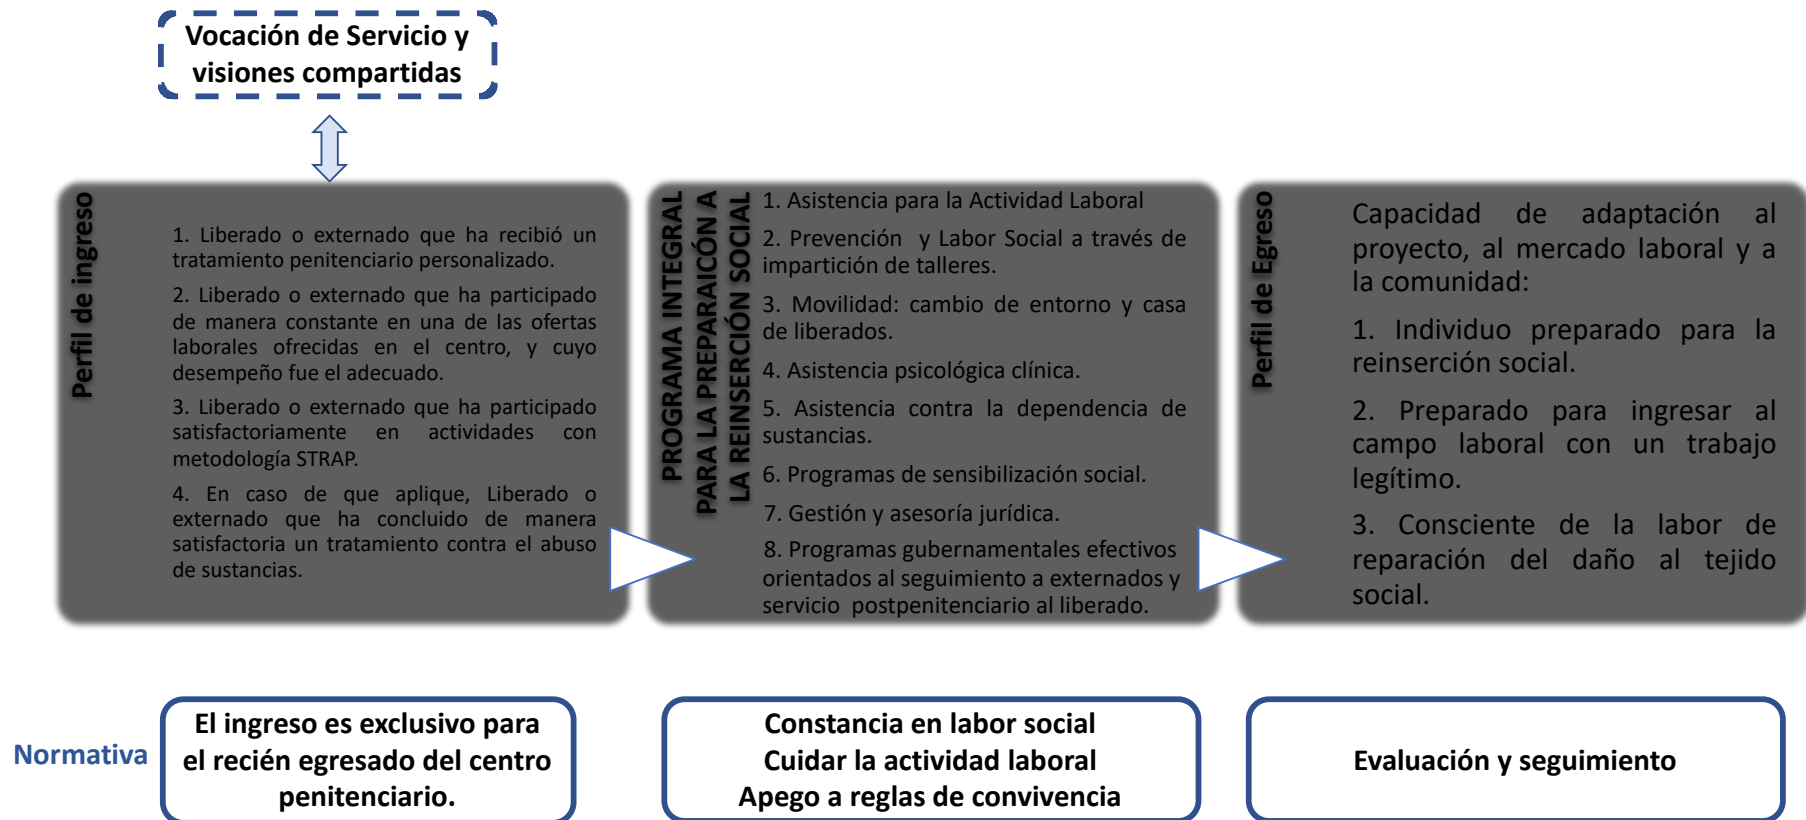 Vocación de Servicio y
visiones compartidas
Perfil de ingreso
1. Liberado o externado que ha recibió un
tratamiento penitenciario personalizado.
2. Liberado o externado que ha participado
de manera constante en una de las ofertas
laborales ofrecidas en el centro, y cuyo
desempeño fue el adecuado.
3. Liberado o externado que ha participado
satisfactoriamente en actividades con
metodología STRAP.
4. En caso de que aplique, Liberado o
externado que ha concluido de manera
satisfactoria un tratamiento contra el abuso
de sustancias.
PROGRAMA INTEGRAL
PARA LA PREPARAICÓN A
LA REINSERCIÓN SOCIAL
1. Asistencia para la Actividad Laboral
2. Prevención y Labor Social a través de
impartición de talleres.
3. Movilidad: cambio de entorno y casa
de liberados.
4. Asistencia psicológica clínica.
5. Asistencia contra la dependencia de
sustancias.
6. Programas de sensibilización social.
7. Gestión y asesoría jurídica.
8. Programas gubernamentales efectivos
orientados al seguimiento a externados y
servicio postpenitenciario al liberado.
Perfil de Egreso
Capacidad de adaptación al
proyecto, al mercado laboral y a
la comunidad:
1. Individuo preparado para la
reinserción social.
2. Preparado para ingresar al
campo laboral con un trabajo
legítimo.
3. Consciente de la labor de
reparación del daño al tejido
social.
Normativa
El ingreso es exclusivo para
el recién egresado del centro
penitenciario.
Constancia en labor social
Cuidar la actividad laboral
Apego a reglas de convivencia
Evaluación y seguimiento